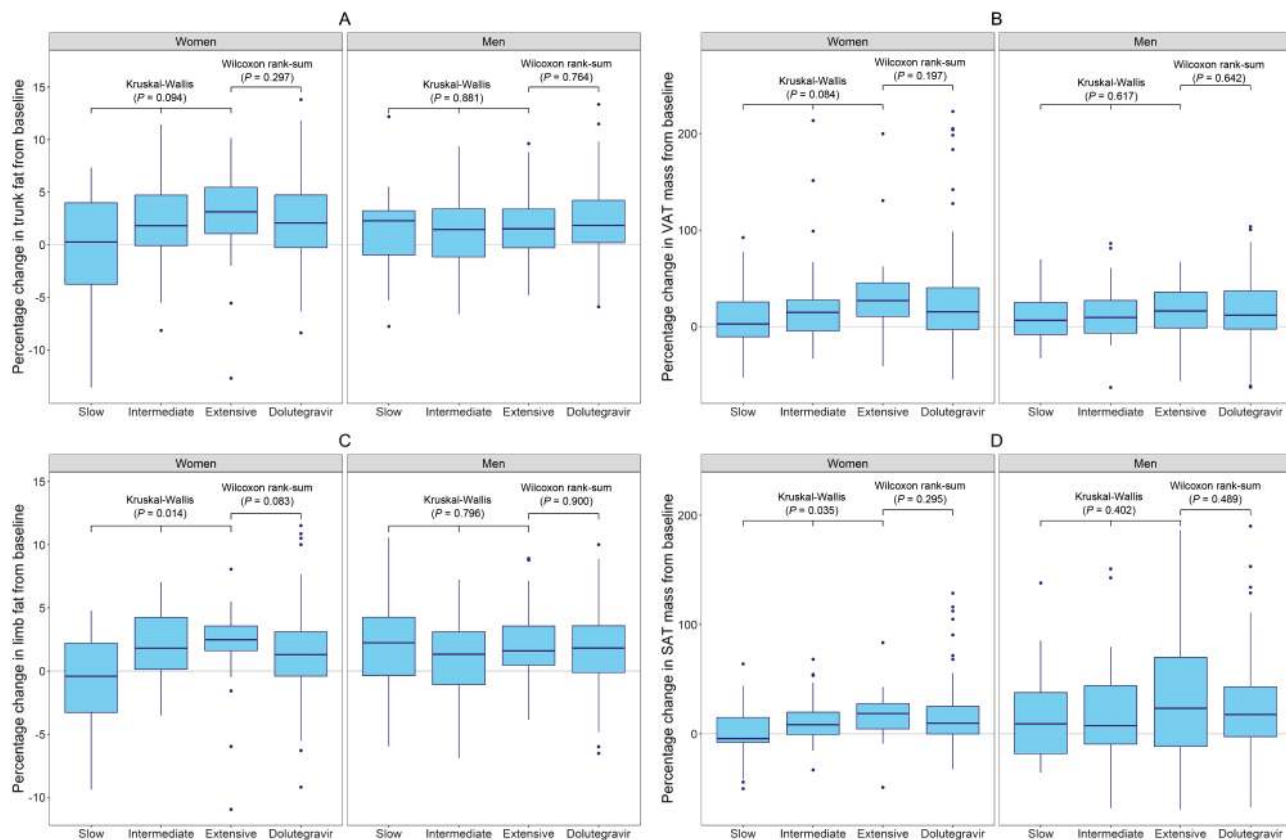 A
Women
Men
Percentage change in trunk fat from baseline
15
10
5
0
-5
-10
Kruskal-Wallis
(P = 0.094)
Wilcoxon rank-sum
(P = 0.297)
Kruskal-Wallis
(P = 0.881)
Wilcoxon rank-sum
(P = 0.764)
Slow Intermediate Extensive Dolutegravir
Slow Intermediate Extensive Dolutegravir
B
Women
Men
Percentage change in VAT mass from baseline
200
100
0
Kruskal-Wallis
(P = 0.084)
Wilcoxon rank-sum
(P = 0.197)
Kruskal-Wallis
(P = 0.617)
Wilcoxon rank-sum
(P = 0.642)
Slow Intermediate Extensive Dolutegravir
Slow Intermediate Extensive Dolutegravir
C
Women
Men
Percentage change in limb fat from baseline
15
10
5
0
-5
-10
Kruskal-Wallis
(P = 0.014)
Wilcoxon rank-sum
(P = 0.083)
Kruskal-Wallis
(P = 0.796)
Wilcoxon rank-sum
(P = 0.900)
Slow Intermediate Extensive Dolutegravir
Slow Intermediate Extensive Dolutegravir
D
Women
Men
Percentage change in SAT mass from baseline
200
100
0
Kruskal-Wallis
(P = 0.035)
Wilcoxon rank-sum
(P = 0.295)
Kruskal-Wallis
(P = 0.402)
Wilcoxon rank-sum
(P = 0.489)
Slow Intermediate Extensive Dolutegravir
Slow Intermediate Extensive Dolutegravir